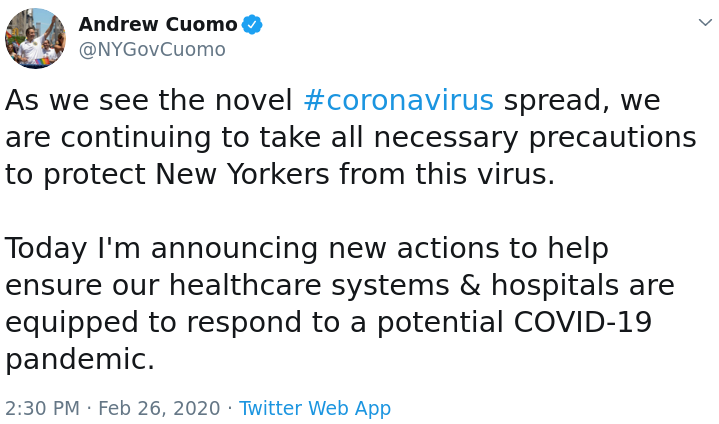 Andrew Cuomo
@NYGovCuomo
As we see the novel #coronavirus spread, we
are continuing to take all necessary precautions
to protect New Yorkers from this virus.
Today I'm announcing new actions to help
ensure our healthcare systems & hospitals are
equipped to respond to a potential COVID-19
pandemic.
2:30 PM · Feb 26, 2020 · Twitter Web App